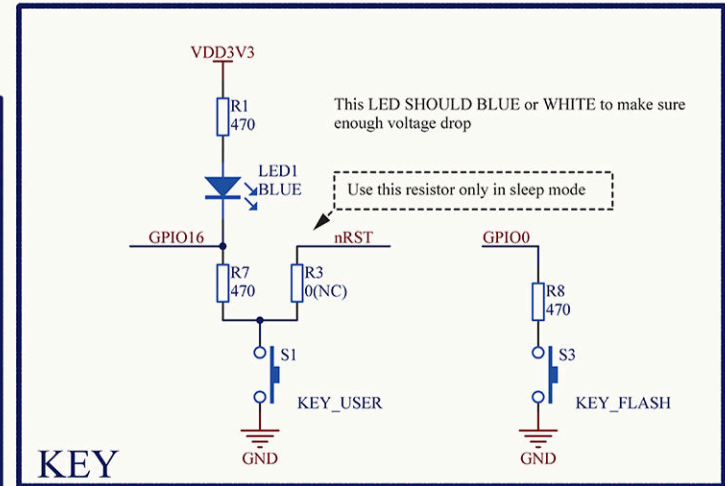 VDD3V3
R1
470
This LED SHOULD BLUE or WHITE to make sure
enough voltage drop
LED1
BLUE
Use this resistor only in sleep mode
GPIO16
nRST
GPIO0
R7
470
R3
0(NC)
R8
470
S1
S3
KEY_USER
KEY_FLASH
GND
GND
KEY